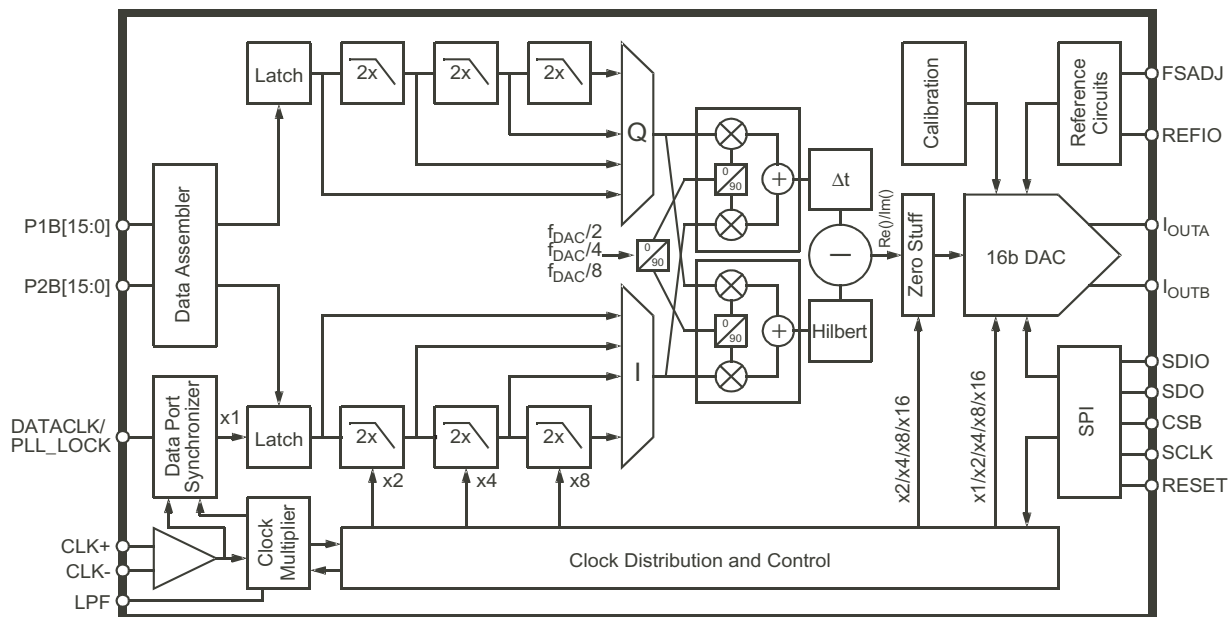 Latch
2x
2x
2x
Calibration
Reference
Circuits
FSADJ
REFIO
Q
0
90
+
Δt
P1B[15:0]
P2B[15:0]
Data Assembler
fDAC/2
fDAC/4
fDAC/8
0
90
−
Re()/Im()
Zero Stuff
16b DAC
IOUTA
IOUTB
0
90
+
Hilbert
I
DATACLK/
PLL_LOCK
Data Port
Synchronizer
x1
Latch
2x
2x
2x
x2
x4
x8
x2/x4/x8/x16
x1/x2/x4/x8/x16
SPI
SDIO
SDO
CSB
SCLK
RESET
CLK+
CLK-
LPF
Clock
Multiplier
Clock Distribution and Control